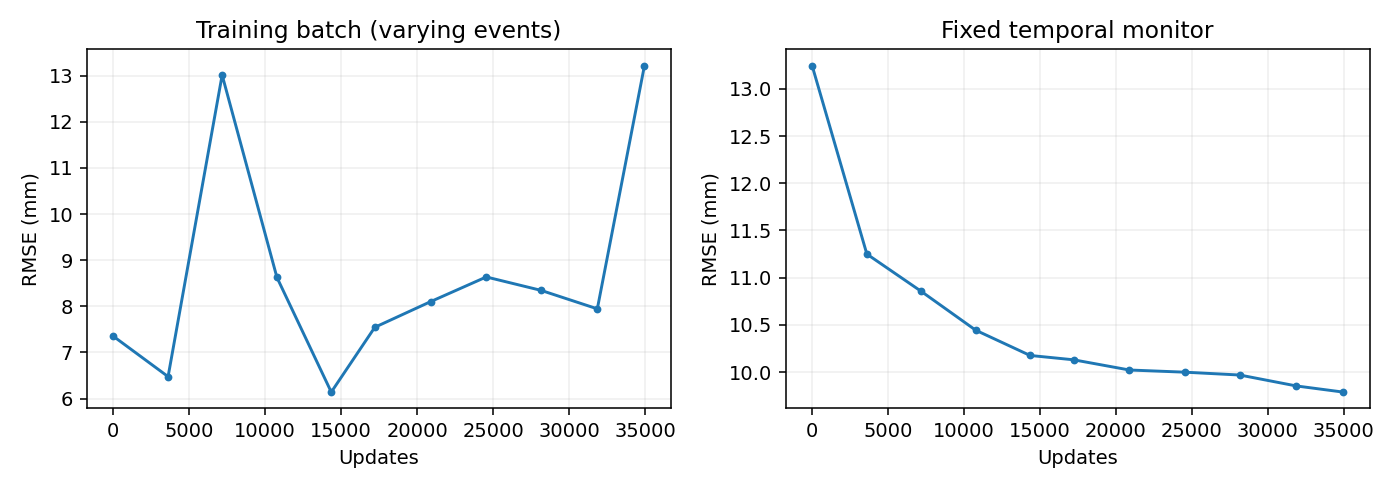 Training batch (varying events)
RMSE (mm)
13
12
11
10
9
8
7
6
0 5000 10000 15000 20000 25000 30000 35000
Updates
Fixed temporal monitor
RMSE (mm)
13.0
12.5
12.0
11.5
11.0
10.5
10.0
0 5000 10000 15000 20000 25000 30000 35000
Updates